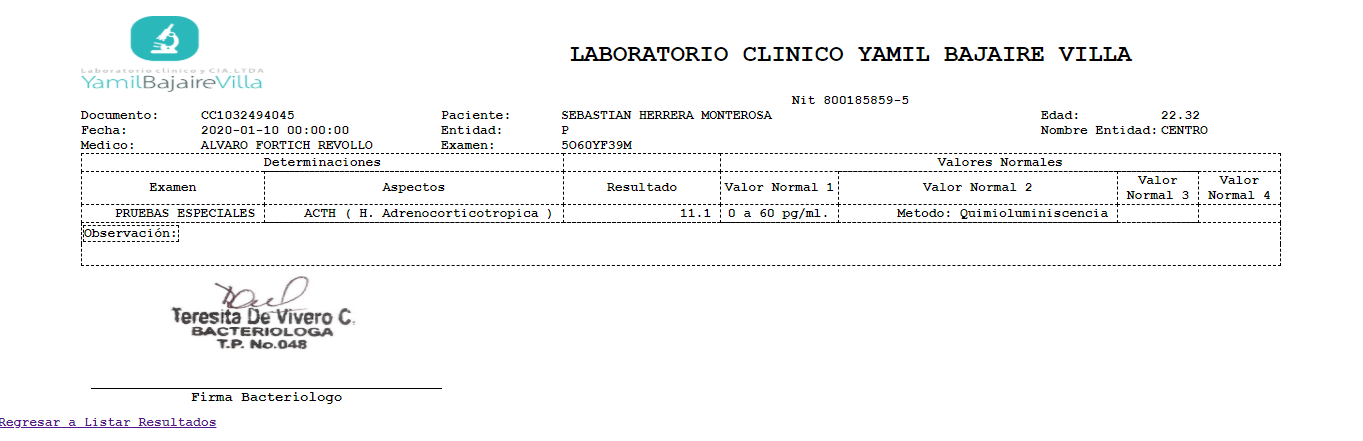 Laboratorio clínico y CIA.LTDA
YamilBajaireVilla
LABORATORIO CLINICO YAMIL BAJAIRE VILLA
Nit 800185859-5
Documento: CC1032494045 Paciente: SEBASTIAN HERRERA MONTEROSA Edad: 22.32
Fecha: 2020-01-10 00:00:00 Entidad: P Nombre Entidad: CENTRO
Medico: ALVARO FORTICH REVOLLO Examen: 5O60YF39M
Determinaciones Valores Normales
Examen Aspectos Resultado Valor Normal 1 Valor Normal 2 Valor Normal 3 Valor Normal 4
PRUEBAS ESPECIALES ACTH ( H. Adrenocorticotropica ) 11.1 0 a 60 pg/ml. Metodo: Quimioluminiscencia
Observación:
Teresita De Vivero C.
BACTERIOLOGA
T.P. No.048
Firma Bacteriologo
Regresar a Listar Resultados